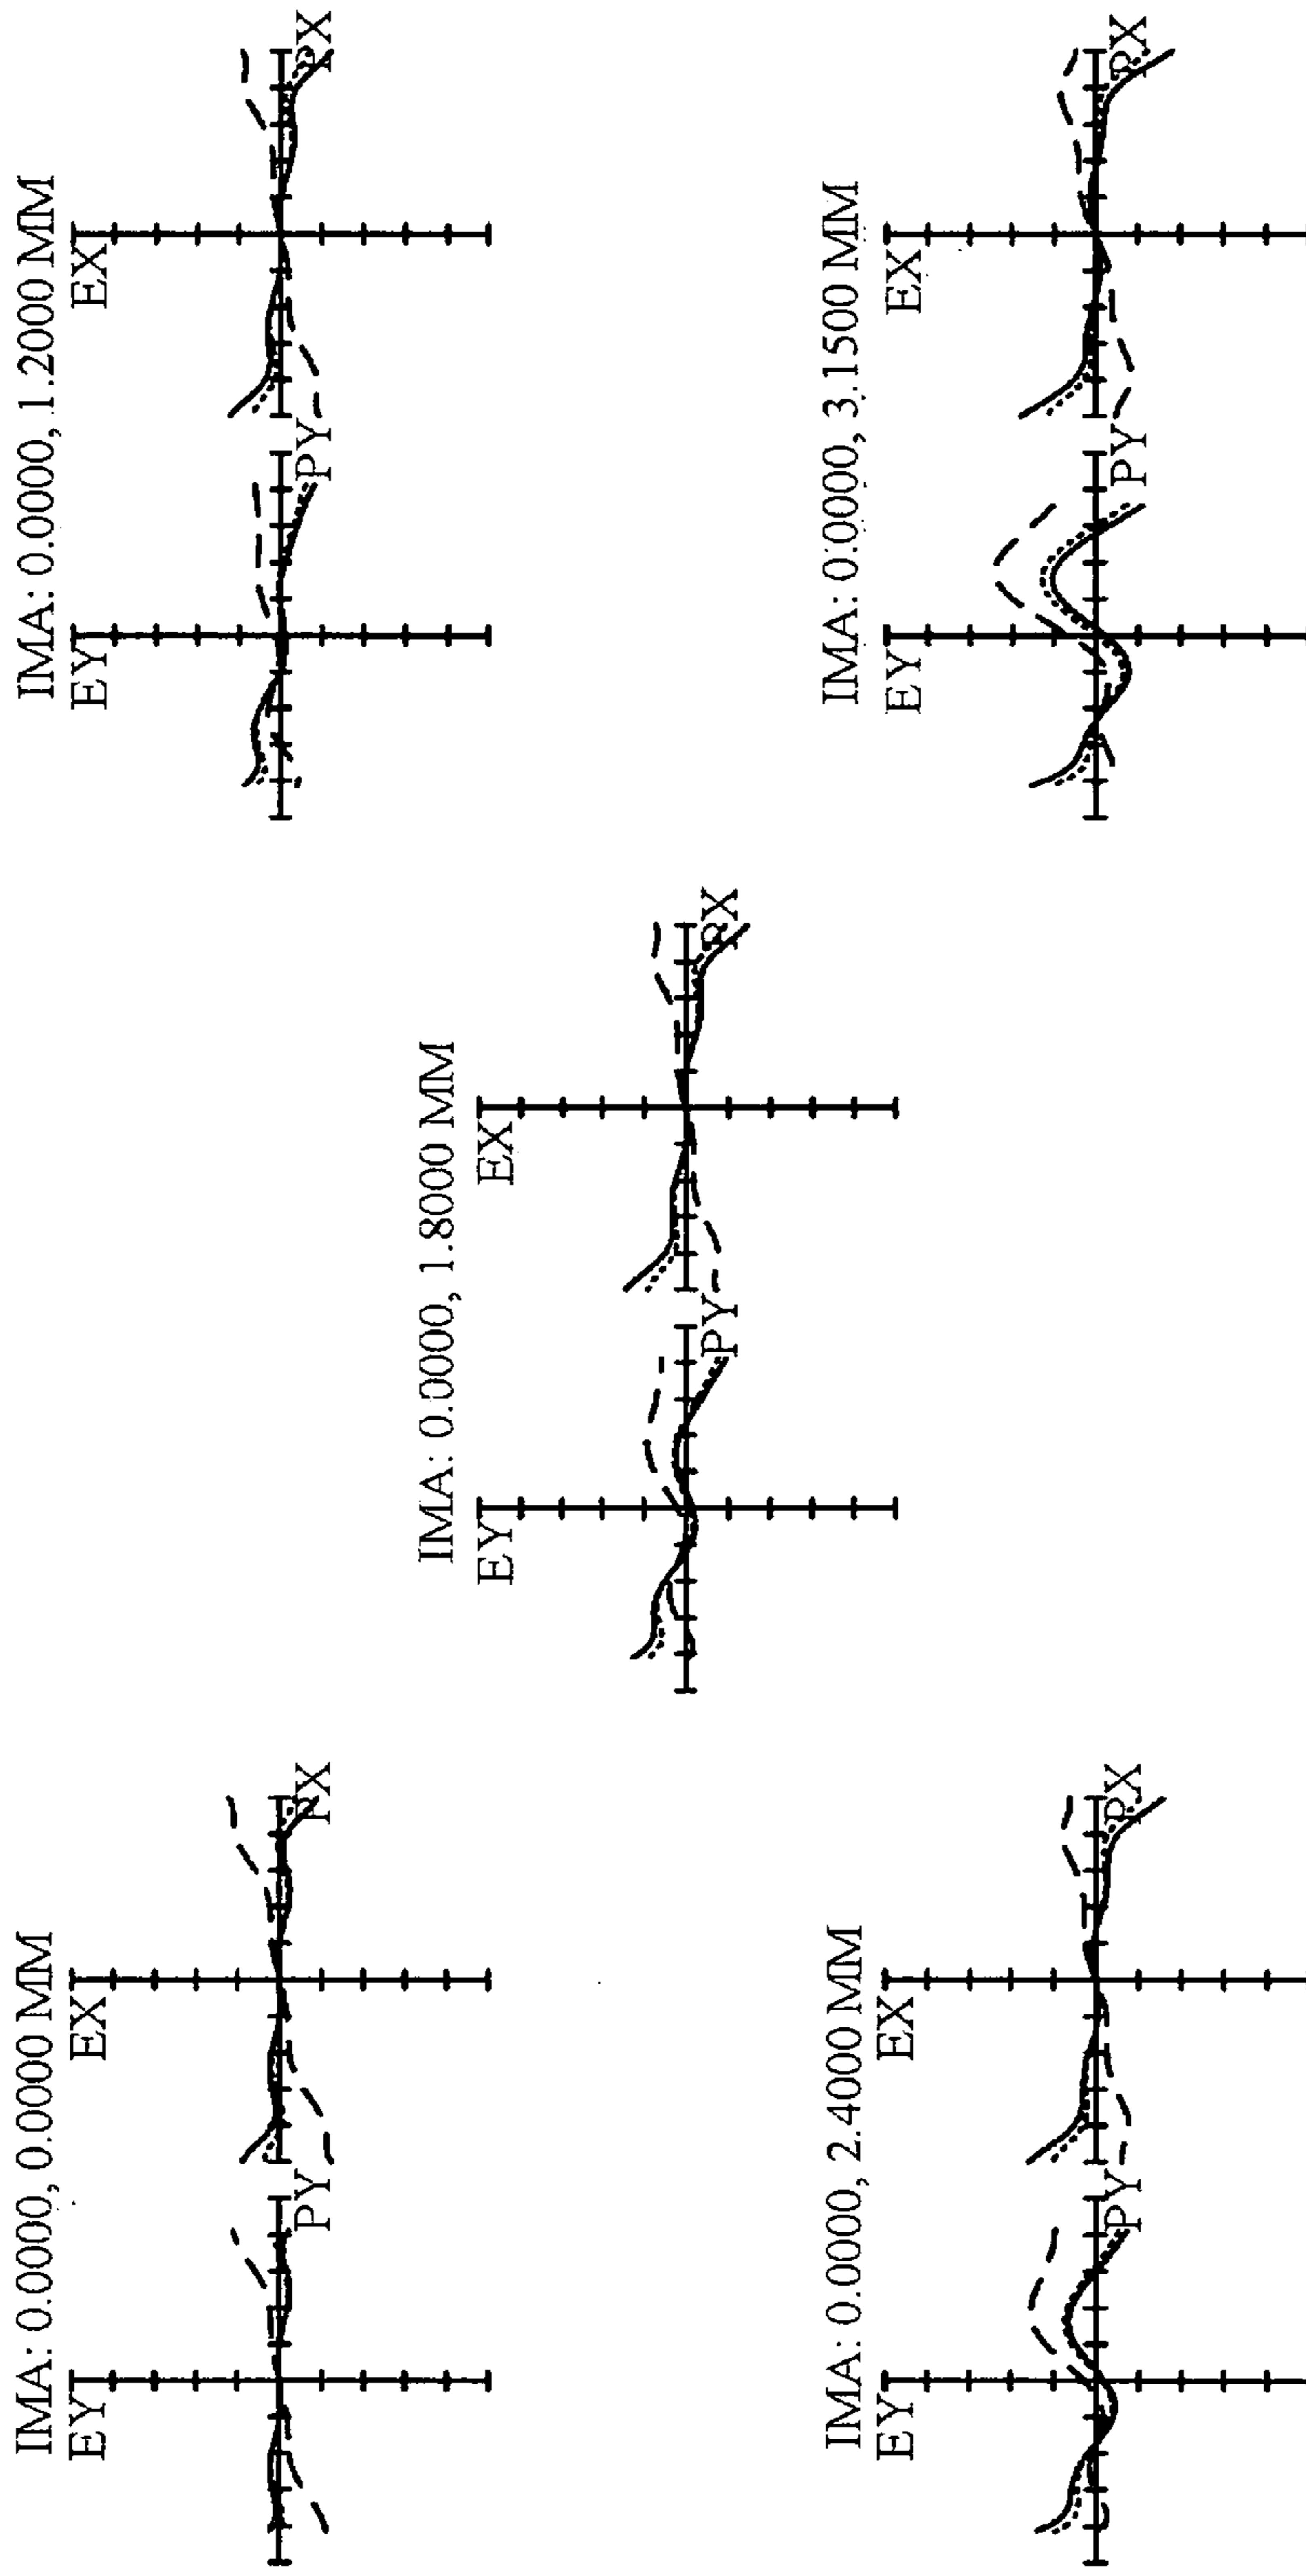 IMA: 0.0000, 0.0000 MM
EY
PY
EX
PX
IMA: 0.0000, 1.2000 MM
EY
PY
EX
PX
IMA: 0.0000, 1.8000 MM
EY
PY
EX
PX
IMA: 0.0000, 2.4000 MM
EY
PY
EX
PX
IMA: 0.0000, 3.1500 MM
EY
PY
EX
PX